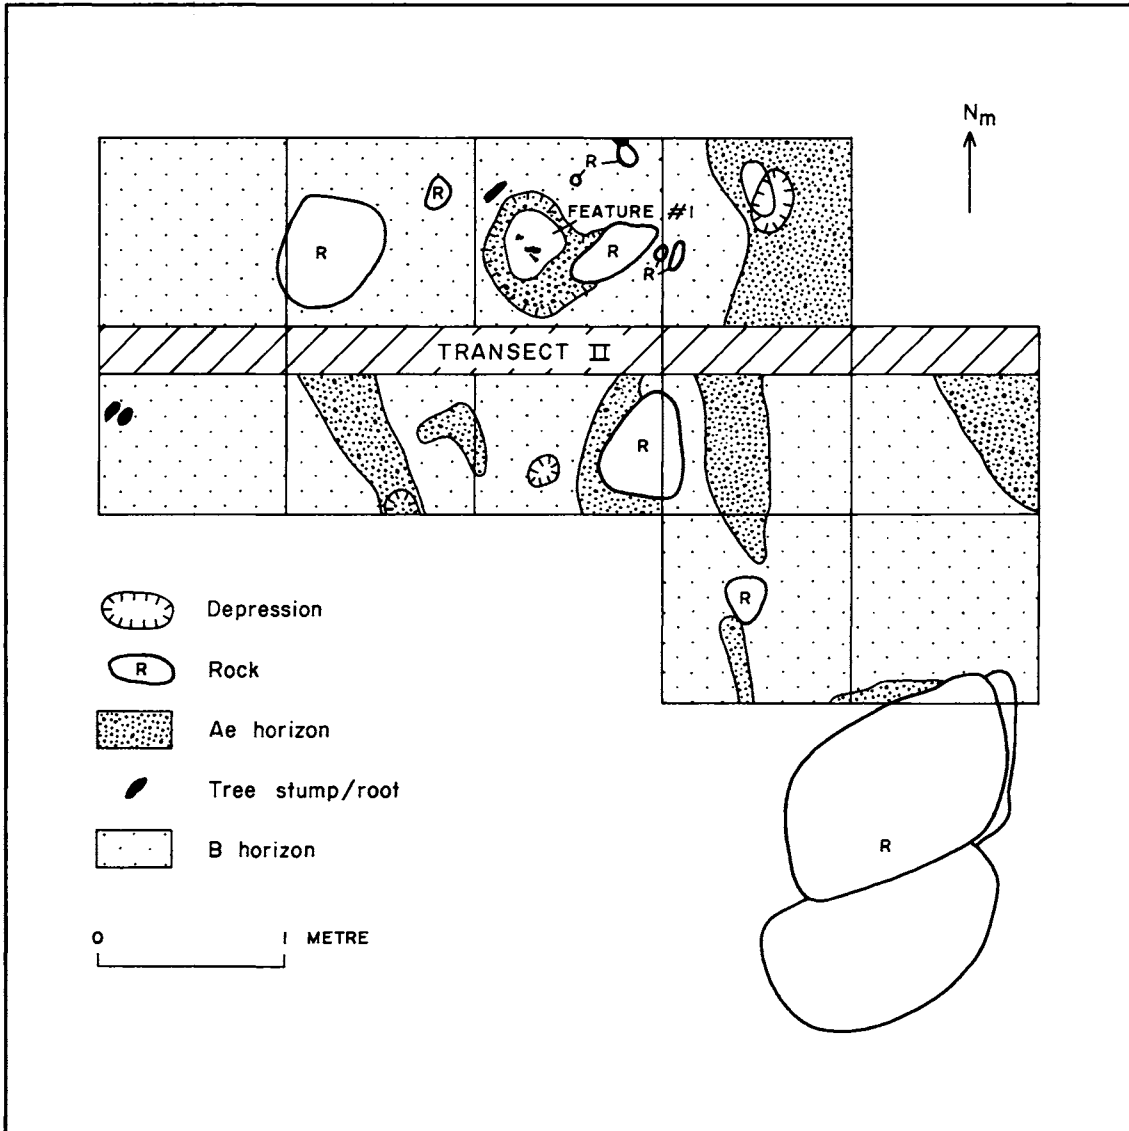 Nm
R
R
FEATURE #1
R
R
R
TRANSECT II
R
R
Depression
R Rock
Ae horizon
Tree stump/root
B horizon
R
0 1 METRE